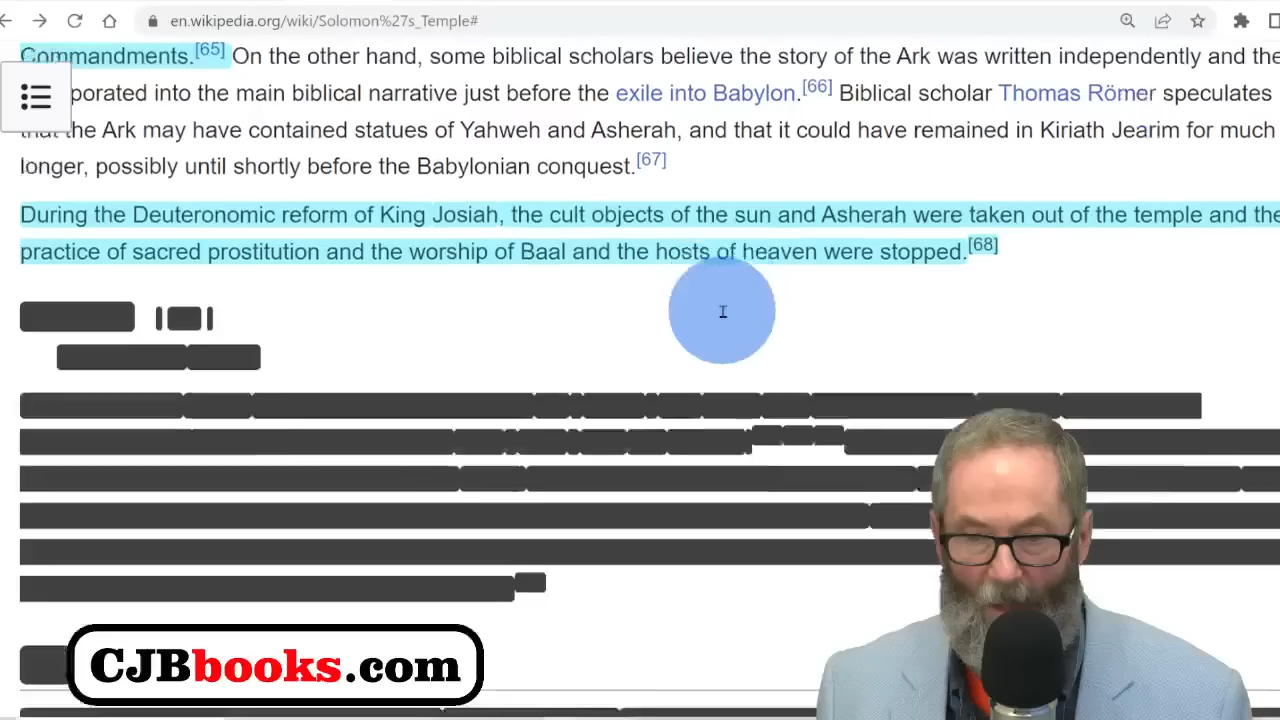 en.wikipedia.org/wiki/Solomon%27s_Temple#
Commandments.[65] On the other hand, some biblical scholars believe the story of the Ark was written independently and the
porated into the main biblical narrative just before the exile into Babylon.[66] Biblical scholar Thomas Römer speculates
that the Ark may have contained statues of Yahweh and Asherah, and that it could have remained in Kiriath Jearim for much
longer, possibly until shortly before the Babylonian conquest.[67]
During the Deuteronomic reform of King Josiah, the cult objects of the sun and Asherah were taken out of the temple and the
practice of sacred prostitution and the worship of Baal and the hosts of heaven were stopped.[68]
CJBbooks.com